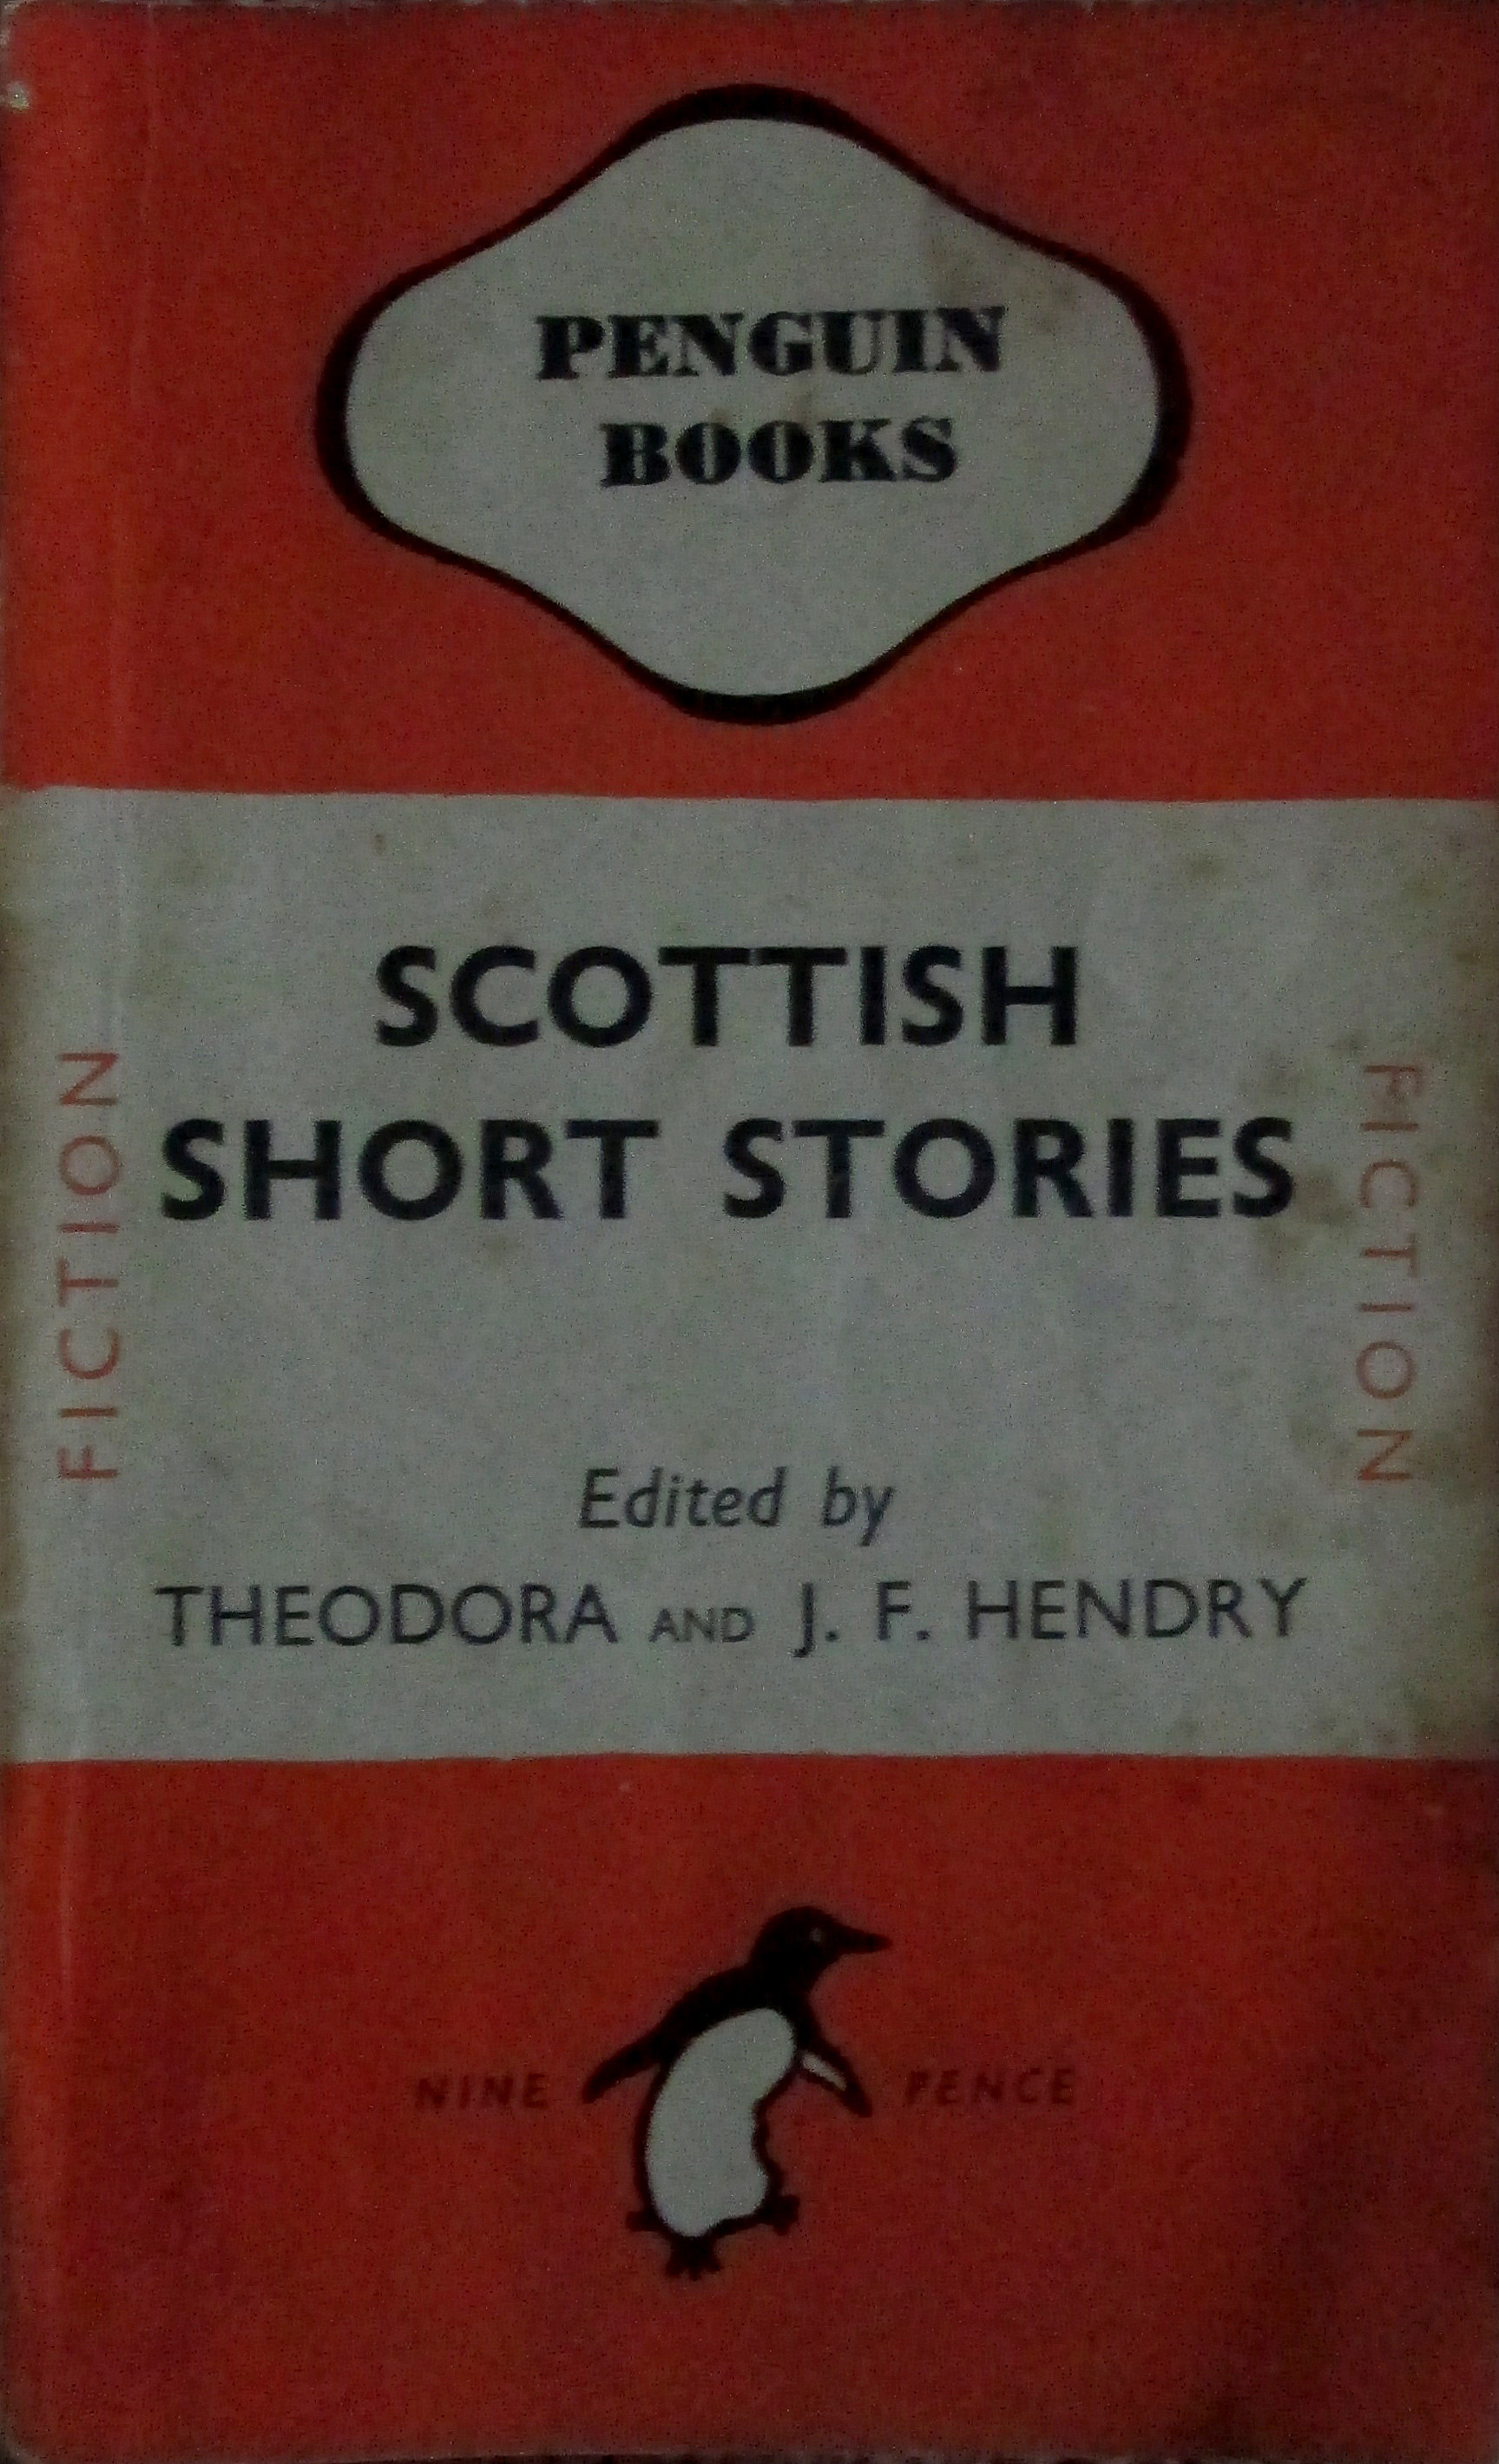 PENGUIN
BOOKS
SCOTTISH
SHORT STORIES
FICTION
FICTION
Edited by
THEODORA AND J. F. HENDRY
NINE PENCE